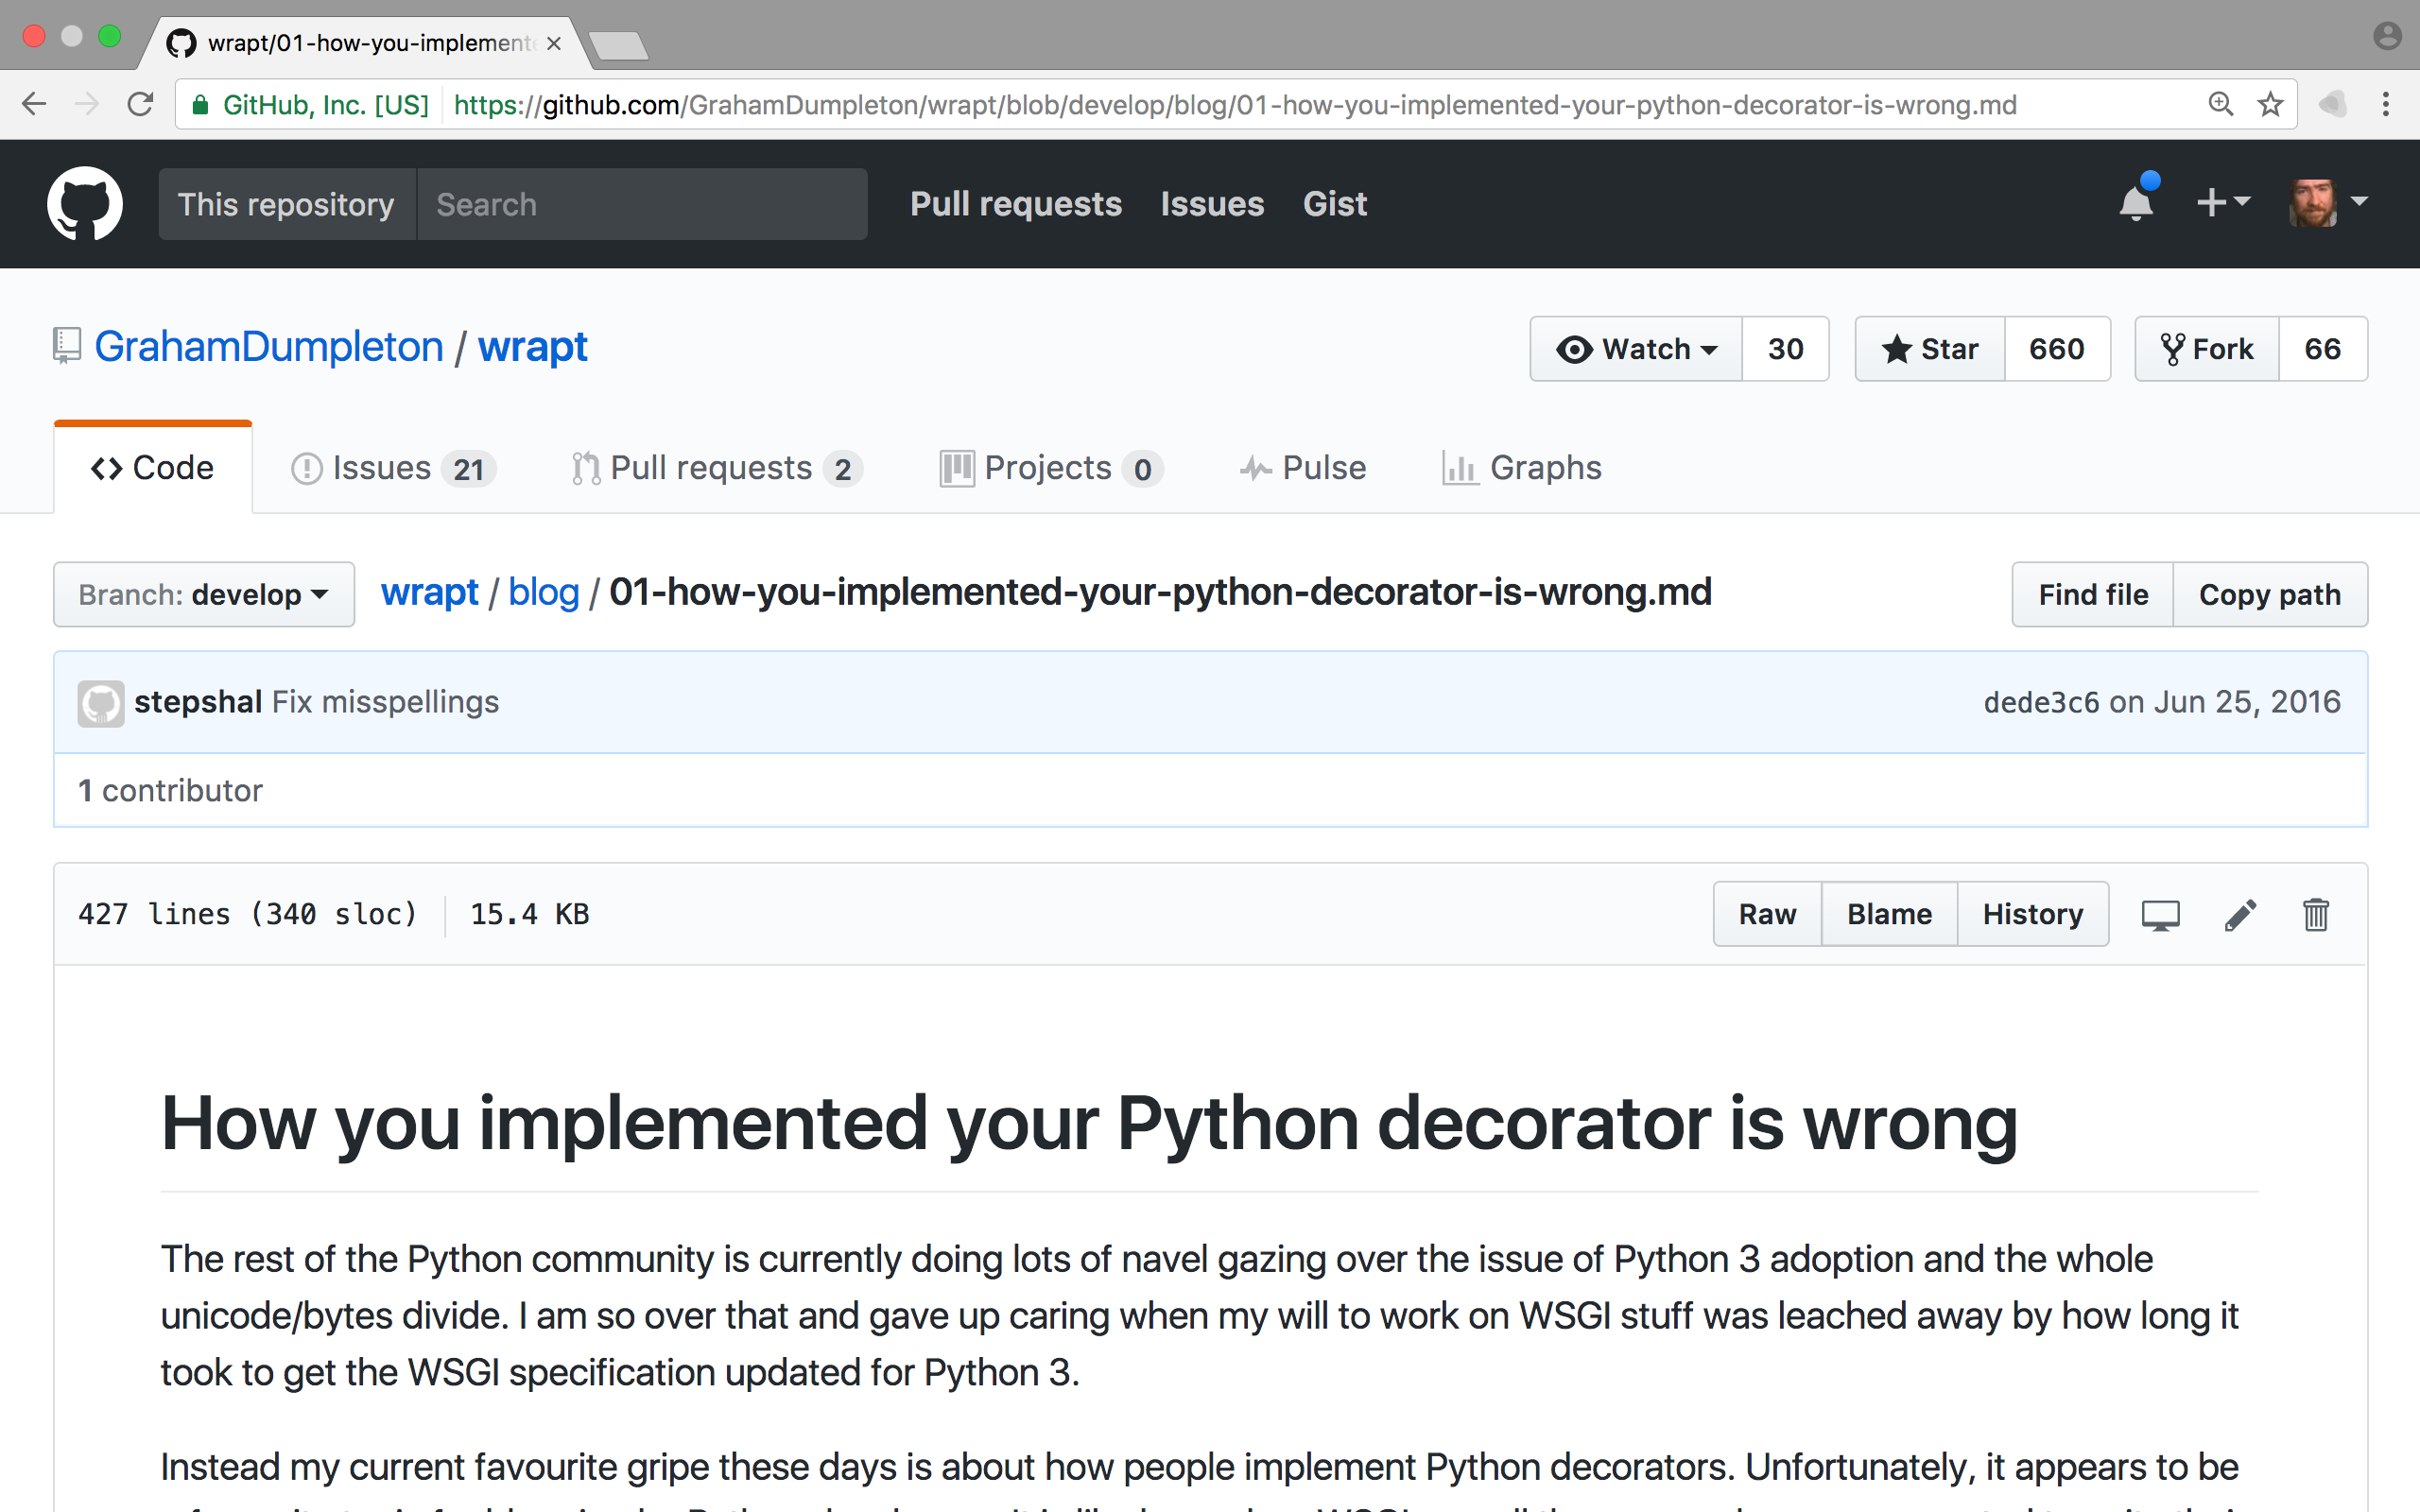 wrapt/01-how-you-implement
GitHub, Inc. [US] https://github.com/GrahamDumpleton/wrapt/blob/develop/blog/01-how-you-implemented-your-python-decorator-is-wrong.md
This repository Search Pull requests Issues Gist
GrahamDumpleton / wrapt Watch 30 Star 660 Fork 66
Code Issues 21 Pull requests 2 Projects 0 Pulse Graphs
Branch: develop wrapt / blog / 01-how-you-implemented-your-python-decorator-is-wrong.md Find file Copy path
stepshal Fix misspellings dede3c6 on Jun 25, 2016
1 contributor
427 lines (340 sloc) 15.4 KB Raw Blame History
How you implemented your Python decorator is wrong
The rest of the Python community is currently doing lots of navel gazing over the issue of Python 3 adoption and the whole
unicode/bytes divide. I am so over that and gave up caring when my will to work on WSGI stuff was leached away by how long it
took to get the WSGI specification updated for Python 3.
Instead my current favourite gripe these days is about how people implement Python decorators. Unfortunately, it appears to be